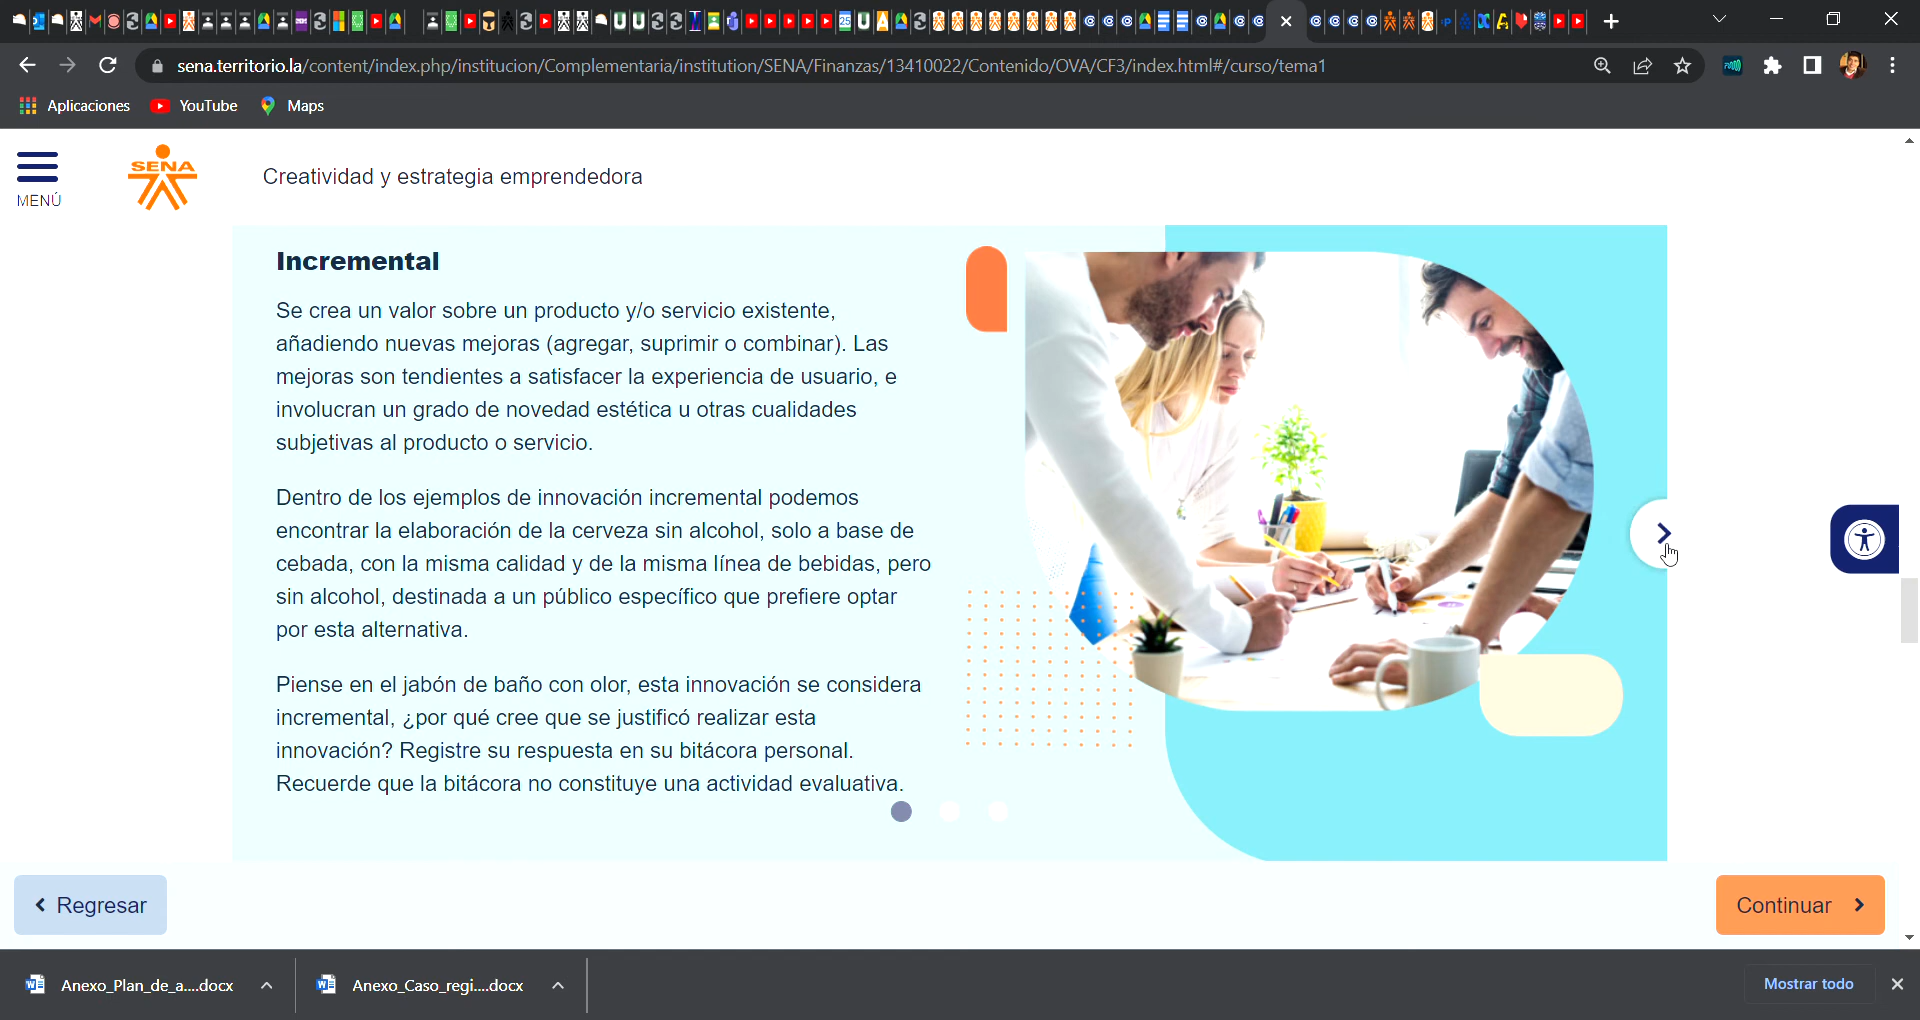 25
sena.territorio.la/content/index.php/institucion/Complementaria/institution/SENA/Finanzas/13410022/Contenido/OVA/CF3/index.html#/curso/tema1
Aplicaciones
YouTube
Maps
MENÚ
SENA
Creatividad y estrategia emprendedora
Incremental
Se crea un valor sobre un producto y/o servicio existente,
añadiendo nuevas mejoras (agregar, suprimir o combinar). Las
mejoras son tendientes a satisfacer la experiencia de usuario, e
involucran un grado de novedad estética u otras cualidades
subjetivas al producto o servicio.
Dentro de los ejemplos de innovación incremental podemos
encontrar la elaboración de la cerveza sin alcohol, solo a base de
cebada, con la misma calidad y de la misma línea de bebidas, pero
sin alcohol, destinada a un público específico que prefiere optar
por esta alternativa.
Piense en el jabón de baño con olor, esta innovación se considera
incremental, ¿por qué cree que se justificó realizar esta
innovación? Registre su respuesta en su bitácora personal.
Recuerde que la bitácora no constituye una actividad evaluativa.
Regresar
Continuar
Anexo_Plan_de_a....docx
Anexo_Caso_regi....docx
Mostrar todo